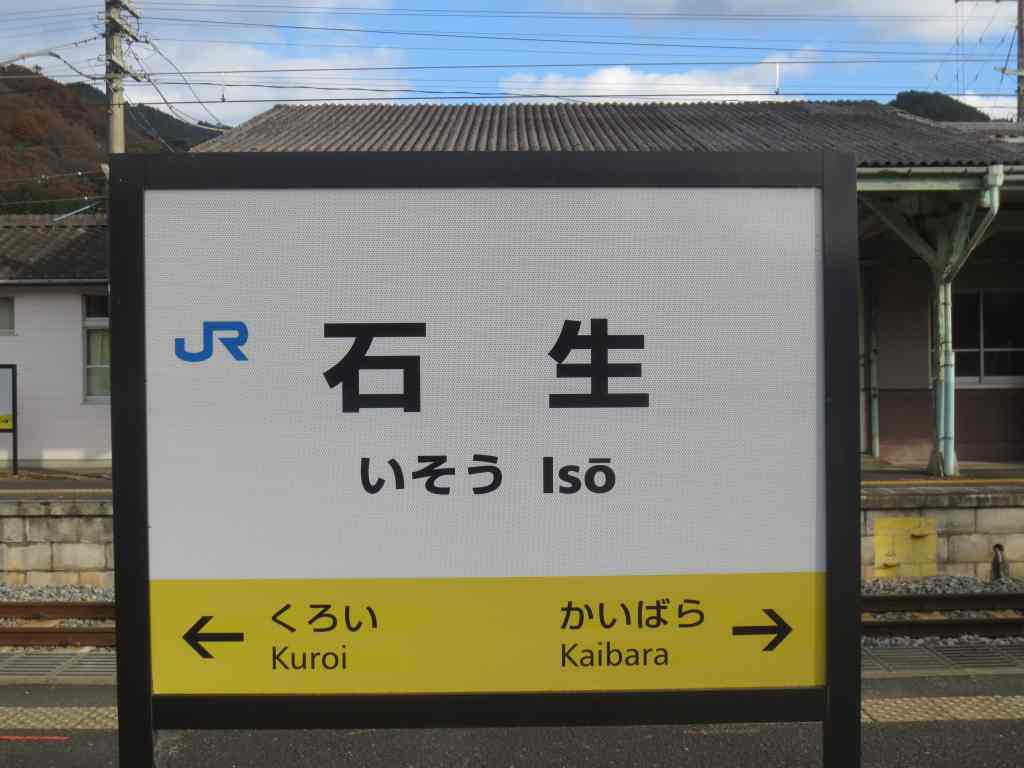 JR 石生
いそう Isō
← くろい かいばら →
Kuroi Kaibara